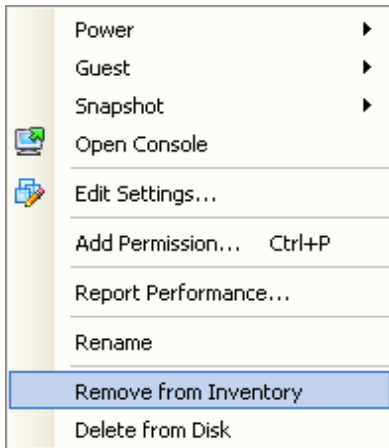 Power
Guest
Snapshot
Open Console
Edit Settings...
Add Permission... Ctrl+P
Report Performance...
Rename
Remove from Inventory
Delete from Disk